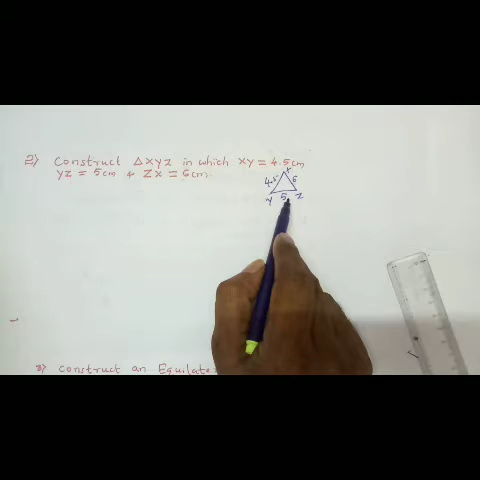 2) Construct ΔXYZ in which XY = 4.5cm
YZ = 5cm & ZX = 6cm.
X
4.5 6
Y 5 Z
3) Construct an Equilate